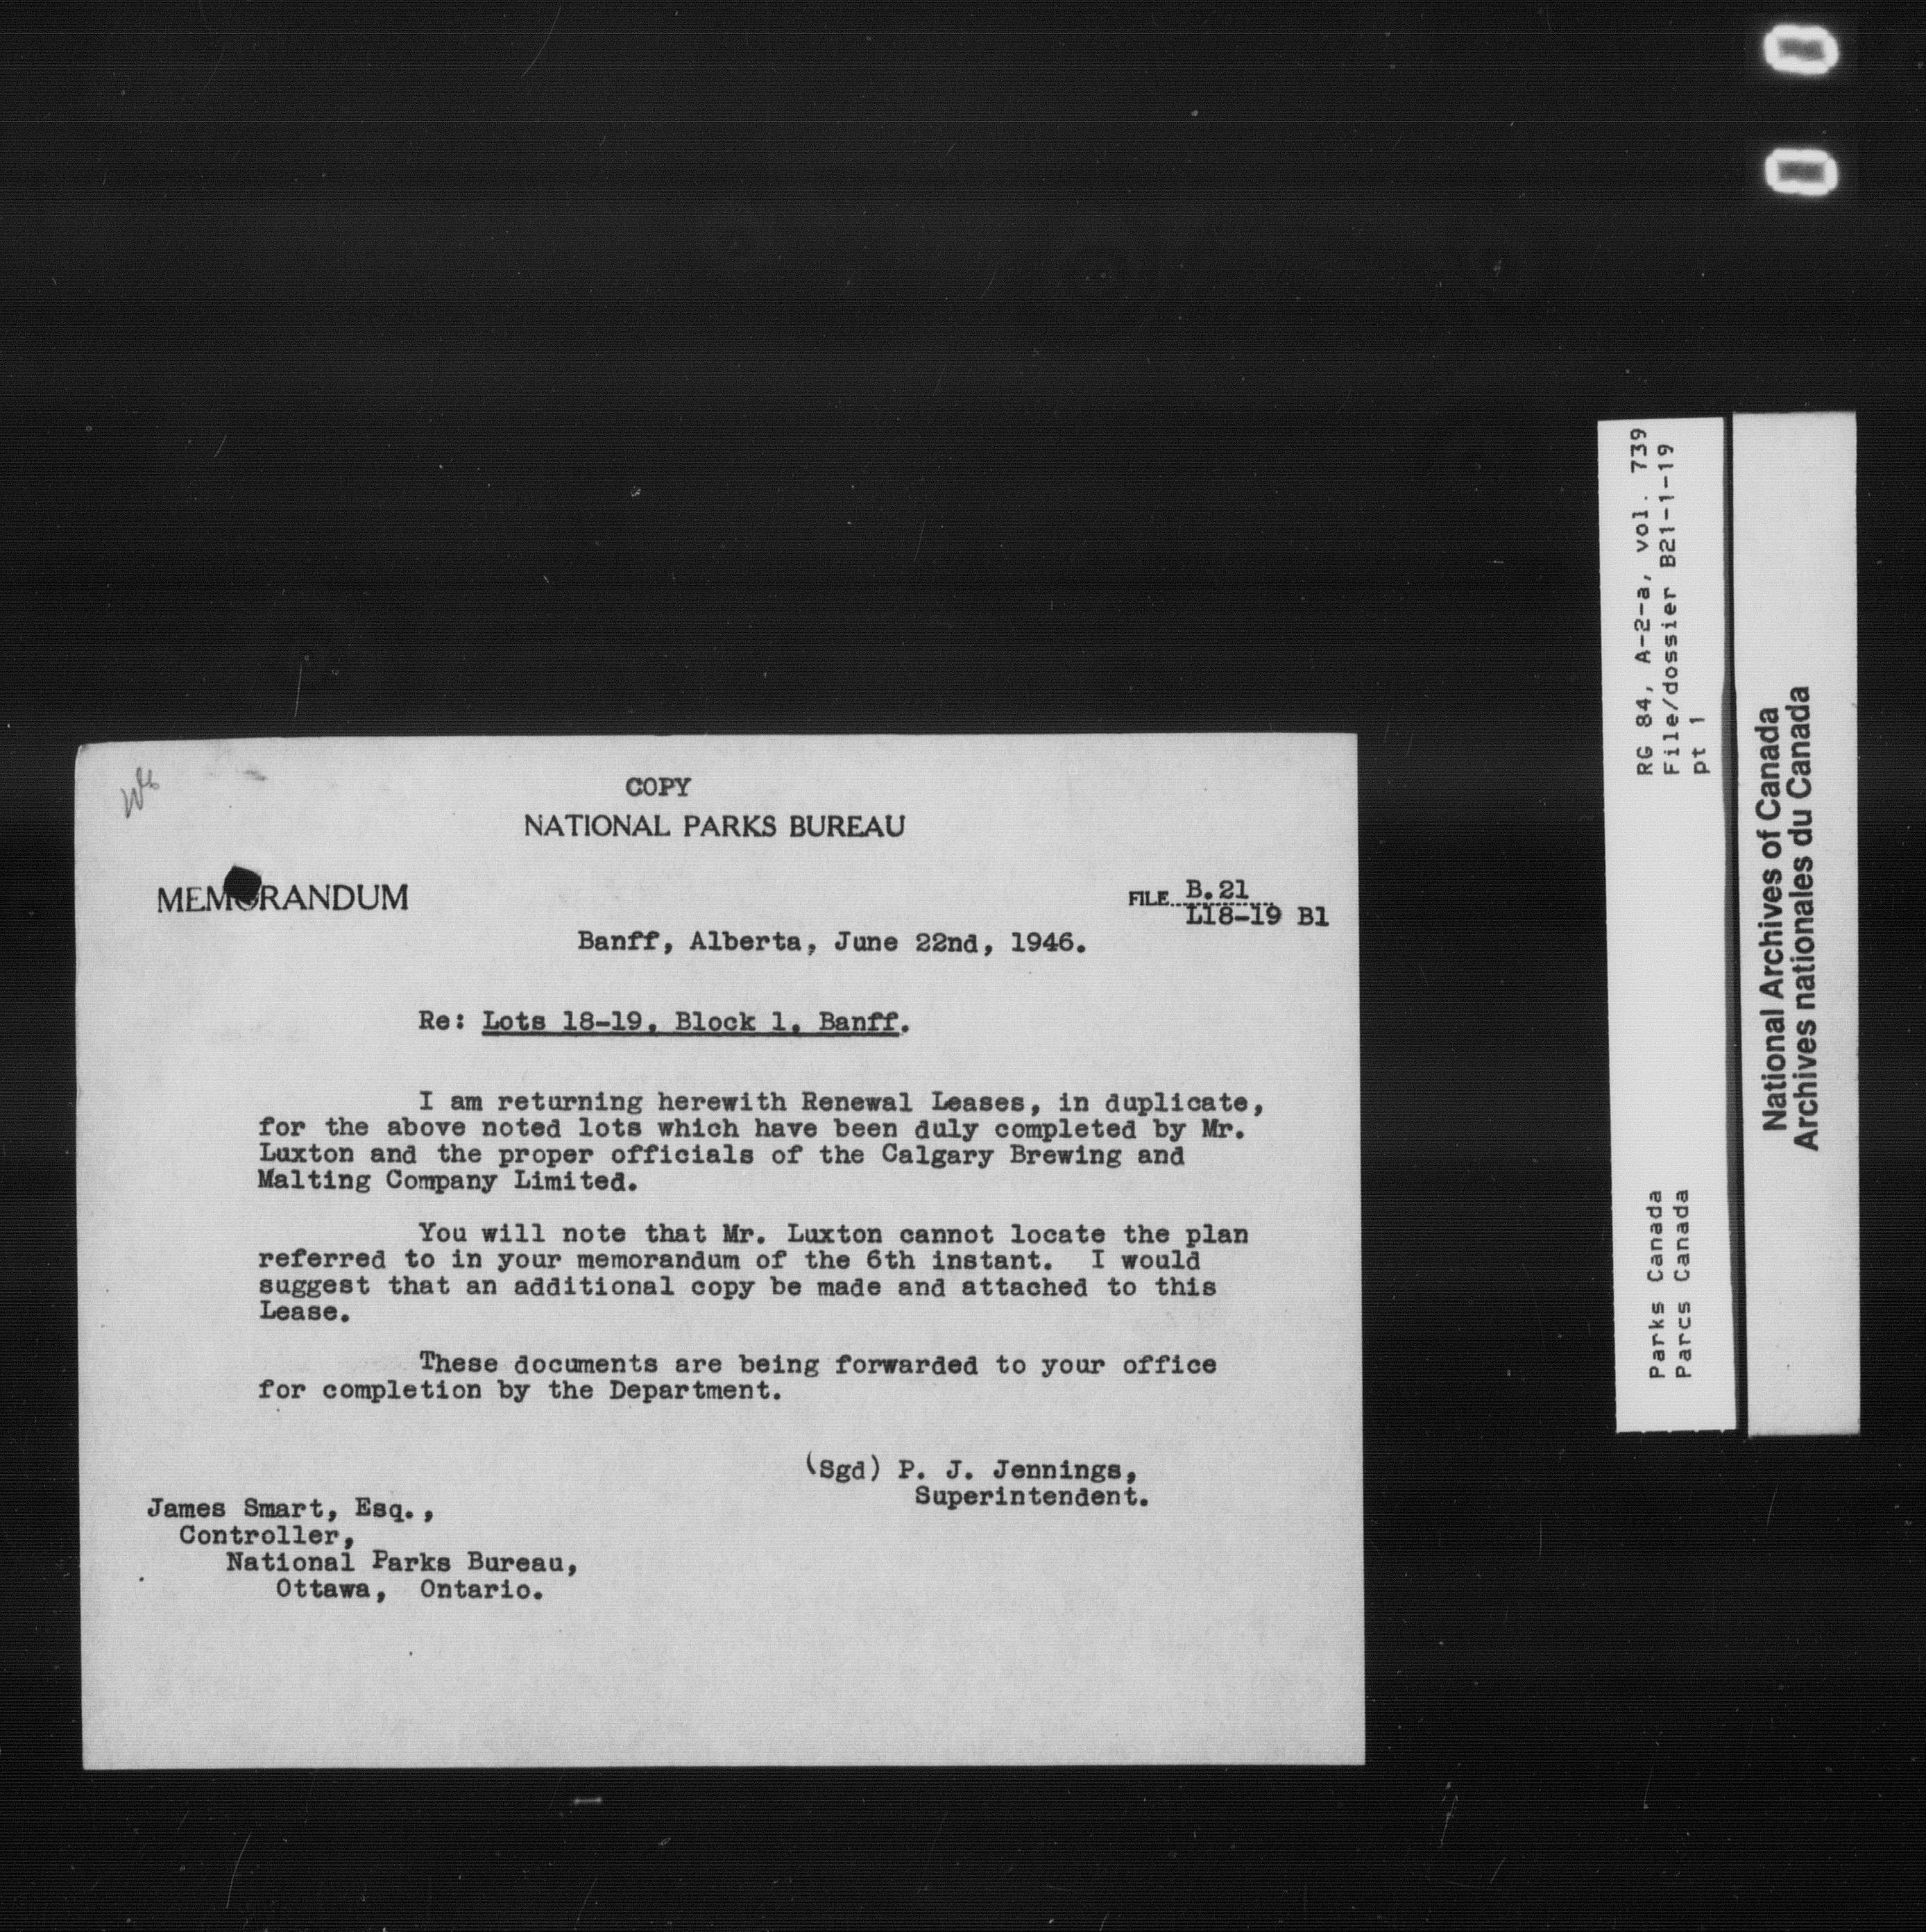 COPY
NATIONAL PARKS BUREAU
MEMORANDUM
FILE B.21
L18-19 B1
Banff, Alberta, June 22nd, 1946.
Re: Lots 18-19, Block 1, Banff.
I am returning herewith Renewal Leases, in duplicate,
for the above noted lots which have been duly completed by Mr.
Luxton and the proper officials of the Calgary Brewing and
Malting Company Limited.
You will note that Mr. Luxton cannot locate the plan
referred to in your memorandum of the 6th instant. I would
suggest that an additional copy be made and attached to this
Lease.
These documents are being forwarded to your office
for completion by the Department.
(Sgd) P. J. Jennings,
Superintendent.
James Smart, Esq.,
Controller,
National Parks Bureau,
Ottawa, Ontario.
RG 84, A-2-a, vol. 739
File/dossier B21-1-19
pt 1
Parks Canada
Parcs Canada
National Archives of Canada
Archives nationales du Canada